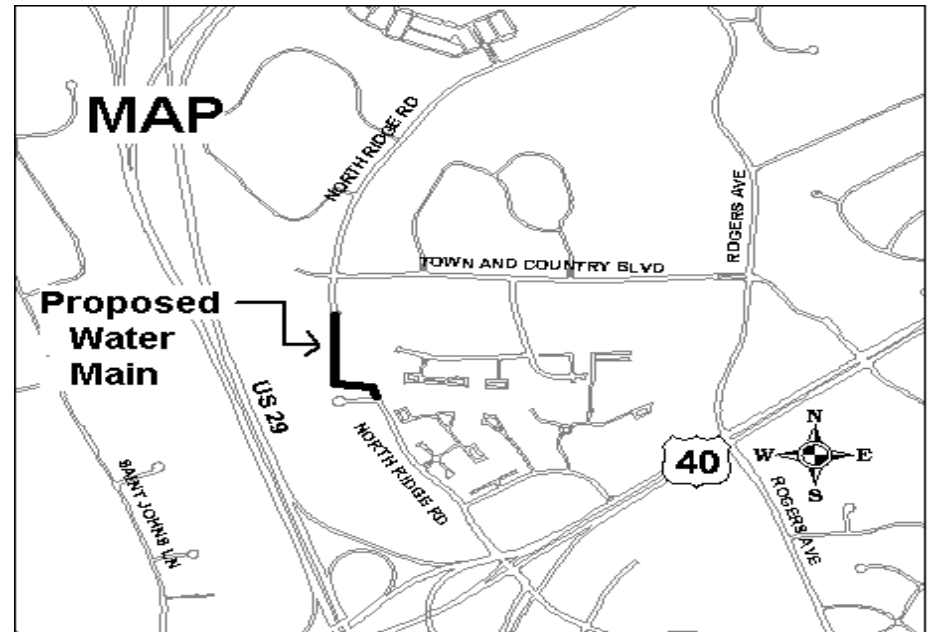 MAP
NORTH RIDGE RD
ROGERS AVE
TOWN AND COUNTRY BLVD
Proposed
Water
Main
US 29
NORTH RIDGE RD
40
N
W E
S
ROGERS AVE
SAINT JOHNS LN